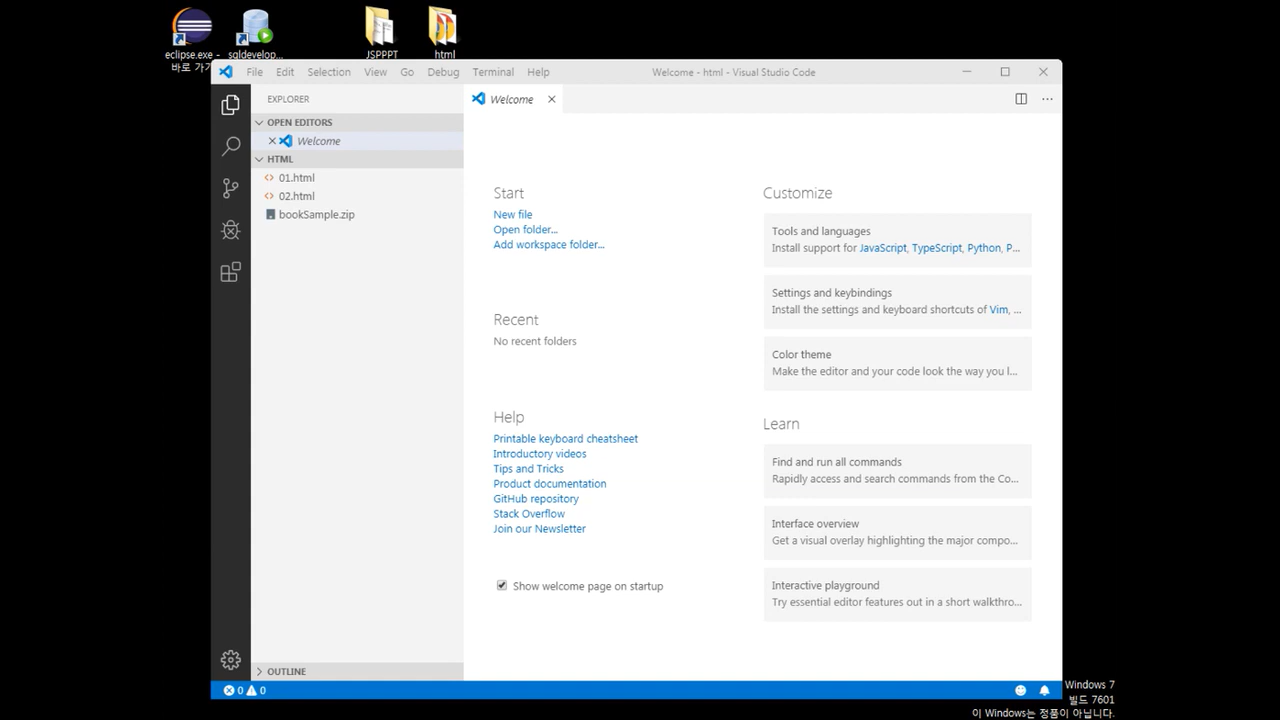 eclipse.exe -
바로 가기
sqldevelop...
JSPPPT
html
File Edit Selection View Go Debug Terminal Help
Welcome - html - Visual Studio Code
EXPLORER
OPEN EDITORS
Welcome
HTML
01.html
02.html
bookSample.zip
OUTLINE
Welcome
Start
New file
Open folder...
Add workspace folder...
Recent
No recent folders
Help
Printable keyboard cheatsheet
Introductory videos
Tips and Tricks
Product documentation
GitHub repository
Stack Overflow
Join our Newsletter
Show welcome page on startup
Customize
Tools and languages
Install support for JavaScript, TypeScript, Python, P...
Settings and keybindings
Install the settings and keyboard shortcuts of Vim, ...
Color theme
Make the editor and your code look the way you l...
Learn
Find and run all commands
Rapidly access and search commands from the Co...
Interface overview
Get a visual overlay highlighting the major compo...
Interactive playground
Try essential editor features out in a short walkthro...
0 0
Windows 7
빌드 7601
이 Windows는 정품이 아닙니다.